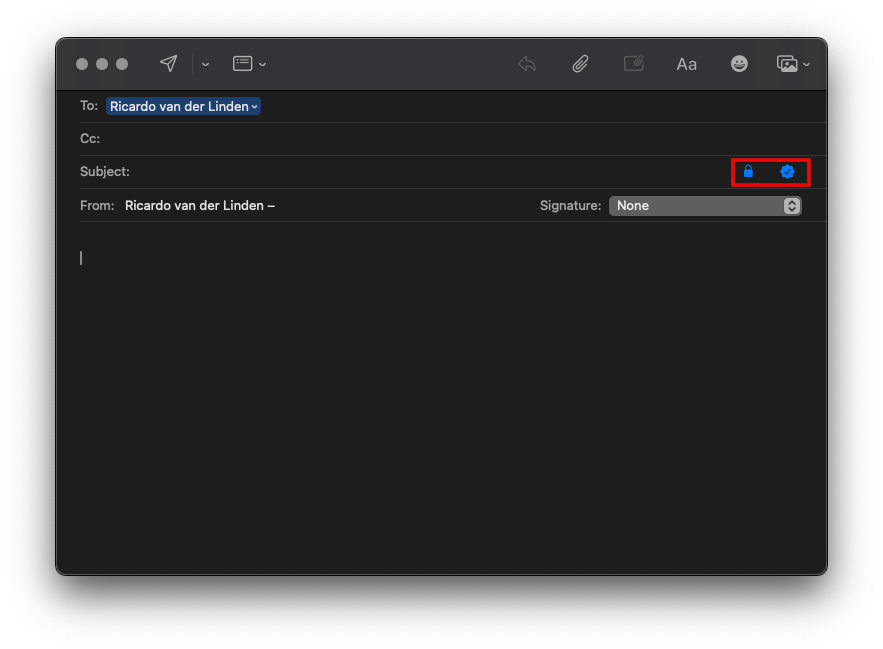 Aa
To: Ricardo van der Linden
Cc:
Subject:
From: Ricardo van der Linden – Signature: None